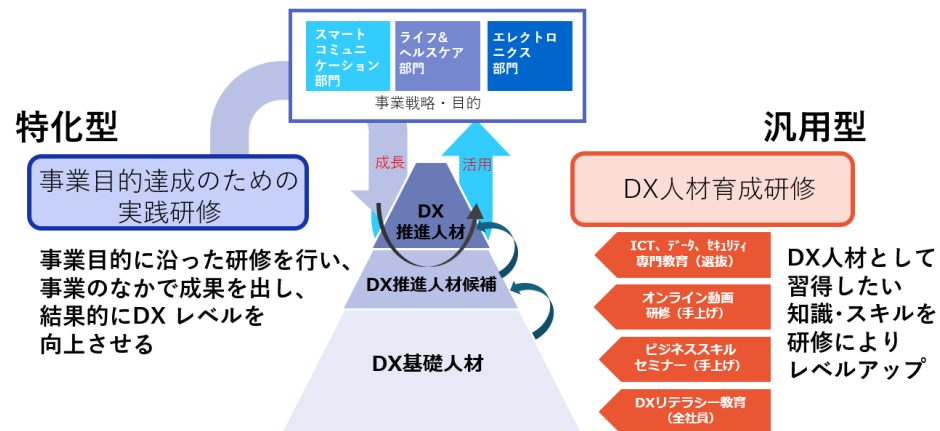 スマート
コミュニ
ケーション
部門
ライフ&
ヘルスケア
部門
エレクトロ
ニクス
部門
事業戦略・目的
特化型
汎用型
成長
活用
事業目的達成のための
実践研修
DX人材育成研修
DX
推進人材
事業目的に沿った研修を行い、
事業のなかで成果を出し、
結果的にDX レベルを
向上させる
DX推進人材候補
DX基礎人材
ICT、ﾃﾞｰﾀ、ｾｷｭﾘﾃｨ
専門教育（選抜）
オンライン動画
研修（手上げ）
ビジネススキル
セミナー（手上げ）
DXリテラシー教育
（全社員）
DX人材として
習得したい
知識･スキルを
研修により
レベルアップ